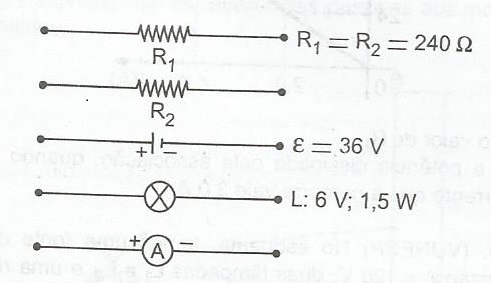 R₁
R₁ = R₂ = 240 Ω
R₂
+ −
ε = 36 V
L: 6 V; 1,5 W
+ A −